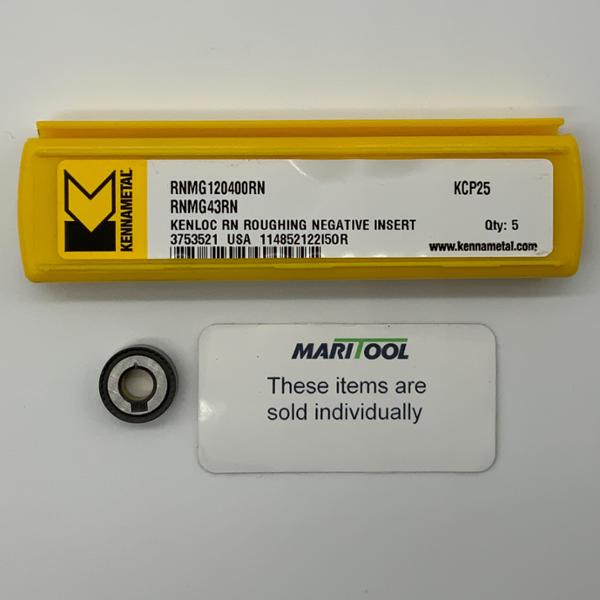 KENNAMETAL
RNMG120400RN
KCP25
RNMG43RN
KENLOC RN ROUGHING NEGATIVE INSERT
Qty: 5
3753521 USA 114852122I50R
www.kennametal.com
MARITOOL
These items are
sold individually